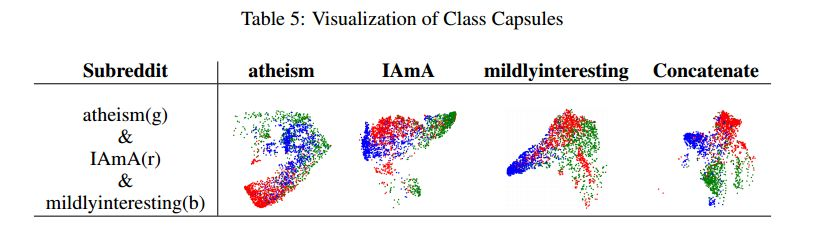 Table 5: Visualization of Class Capsules
Subreddit atheism IAmA mildlyinteresting Concatenate
atheism(g)
&
IAmA(r)
&
mildlyinteresting(b)